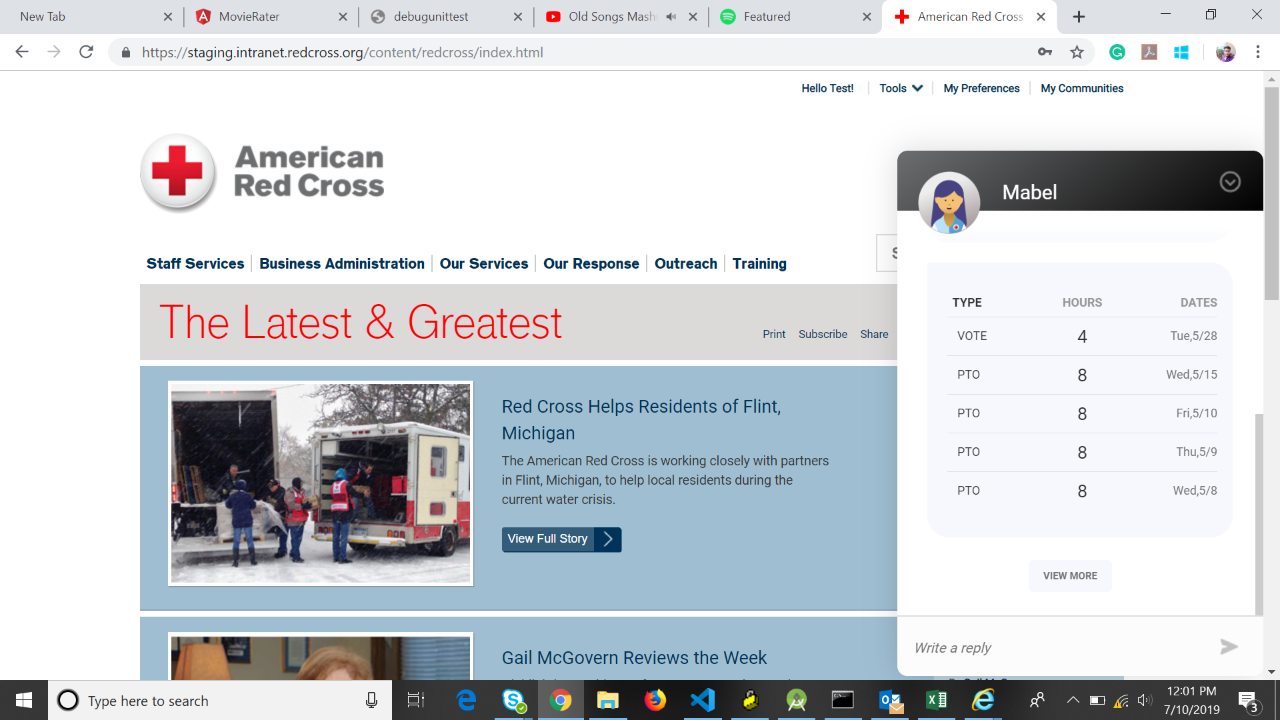 New Tab
MovieRater
debugunittest
Old Songs Mash
Featured
American Red Cross
https://staging.intranet.redcross.org/content/redcross/index.html
Hello Test!
Tools
My Preferences
My Communities
American
Red Cross
Staff Services
Business Administration
Our Services
Our Response
Outreach
Training
The Latest & Greatest
Print
Subscribe
Share
Red Cross Helps Residents of Flint,
Michigan
The American Red Cross is working closely with partners
in Flint, Michigan, to help local residents during the
current water crisis.
View Full Story
Gail McGovern Reviews the Week
Mabel
TYPE HOURS DATES
VOTE 4 Tue,5/28
PTO 8 Wed,5/15
PTO 8 Fri,5/10
PTO 8 Thu,5/9
PTO 8 Wed,5/8
VIEW MORE
Write a reply
Type here to search
12:01 PM
7/10/2019
3